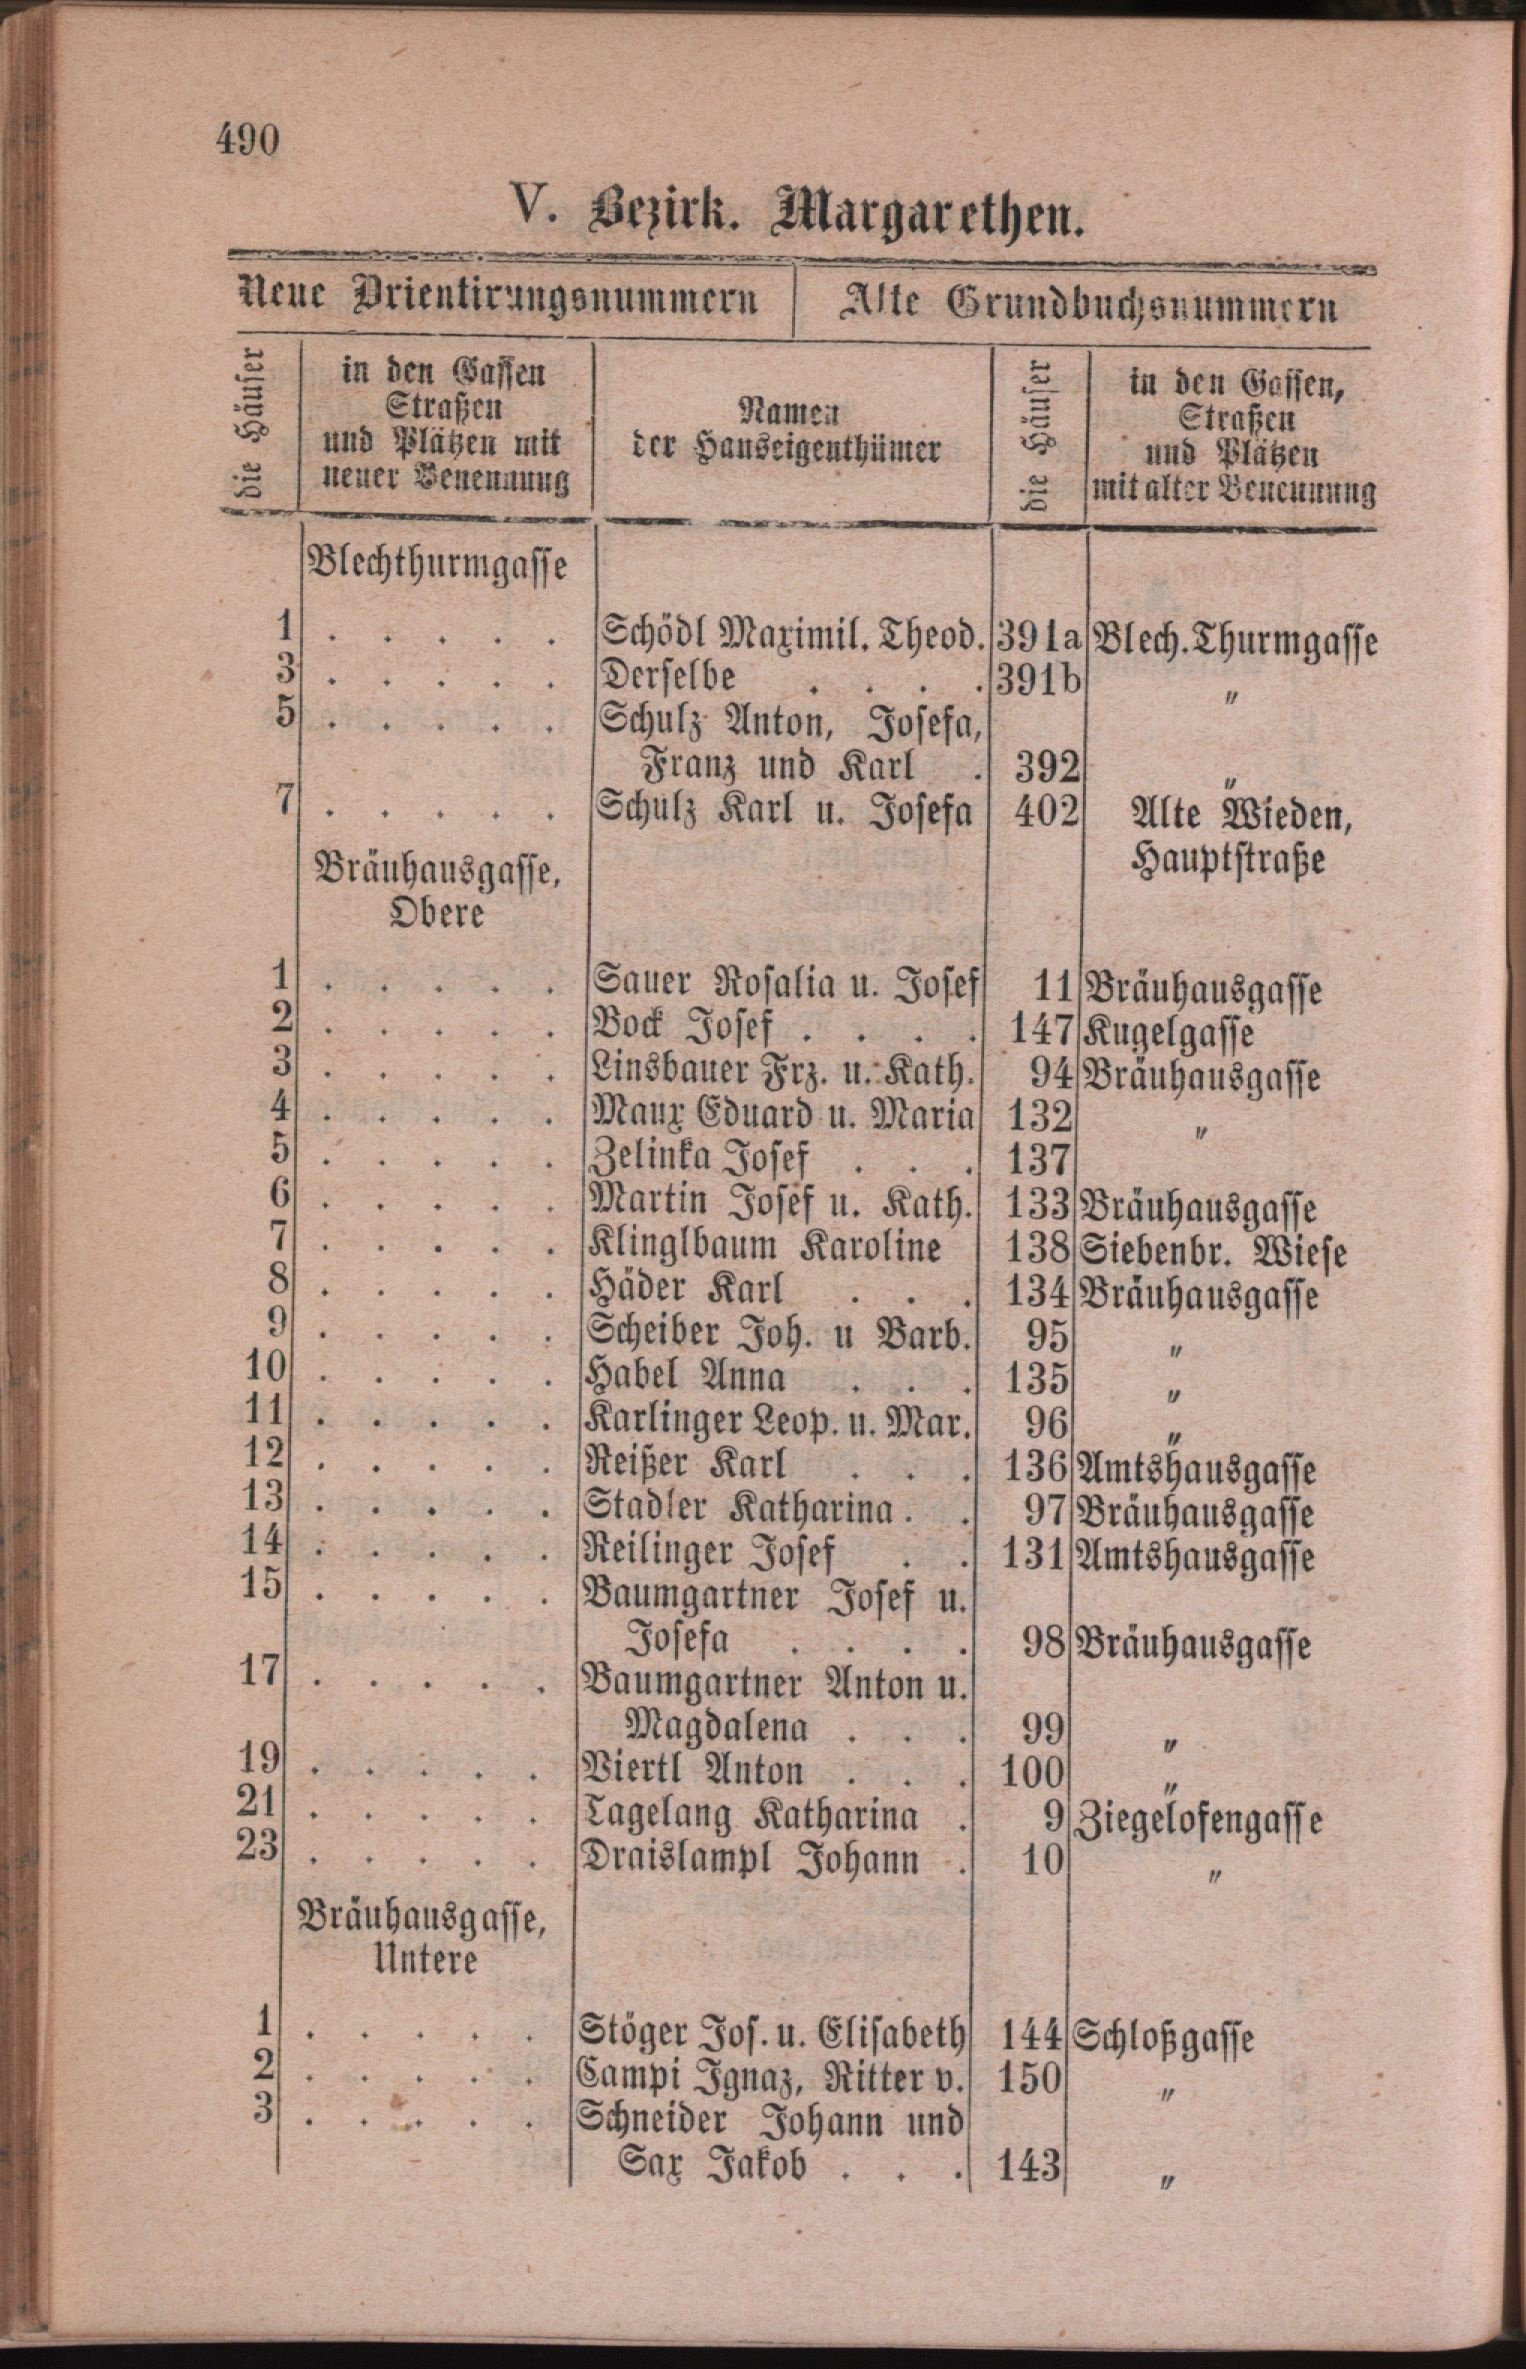 490
V. Bezirk. Margarethen.
Neue Orientirungsnummern Alte Grundbuchsnummern
die Häuser
in den Gassen
Straßen
und Plätzen mit
neuer Benennung
Namen
der Hauseigenthümer
die Häuser
in den Gassen,
Straßen
und Plätzen
mit alter Benennung
Blechthurmgasse
1 . . . . . Schödl Maximil. Theod. 391a Blech.Thurmgasse
3 . . . . . Derselbe . . . . 391b „
5 . . . . . Schulz Anton, Josefa,
Franz und Karl . 392 „
7 . . . . . Schulz Karl u. Josefa 402 Alte Wieden,
Hauptstraße
Bräuhausgasse,
Obere
1 . . . . . Sauer Rosalia u. Josef 11 Bräuhausgasse
2 . . . . . Bock Josef . . . . 147 Kugelgasse
3 . . . . . Linsbauer Frz. u. Kath. 94 Bräuhausgasse
4 . . . . . Maux Eduard u. Maria 132 „
5 . . . . . Zelinka Josef . . . 137
6 . . . . . Martin Josef u. Kath. 133 Bräuhausgasse
7 . . . . . Klinglbaum Karoline 138 Siebenbr. Wiese
8 . . . . . Häder Karl . . . 134 Bräuhausgasse
9 . . . . . Scheiber Joh. u Barb. 95 „
10 . . . . . Habel Anna . . . 135 „
11 . . . . . Karlinger Leop. u. Mar. 96 „
12 . . . . . Reißer Karl . . . 136 Amtshausgasse
13 . . . . . Stadler Katharina . . 97 Bräuhausgasse
14 . . . . . Reilinger Josef . . 131 Amtshausgasse
15 . . . . . Baumgartner Josef u.
Josefa . . . . 98 Bräuhausgasse
17 . . . . . Baumgartner Anton u.
Magdalena . . . 99 „
19 . . . . . Viertl Anton . . . 100 „
21 . . . . . Tagelang Katharina . 9 Ziegelofengasse
23 . . . . . Draislampl Johann . 10 „
Bräuhausgasse,
Untere
1 . . . . . Stöger Jos. u. Elisabeth 144 Schloßgasse
2 . . . . . Campi Ignaz, Ritter v. 150 „
3 . . . . . Schneider Johann und
Sax Jakob . . . 143 „